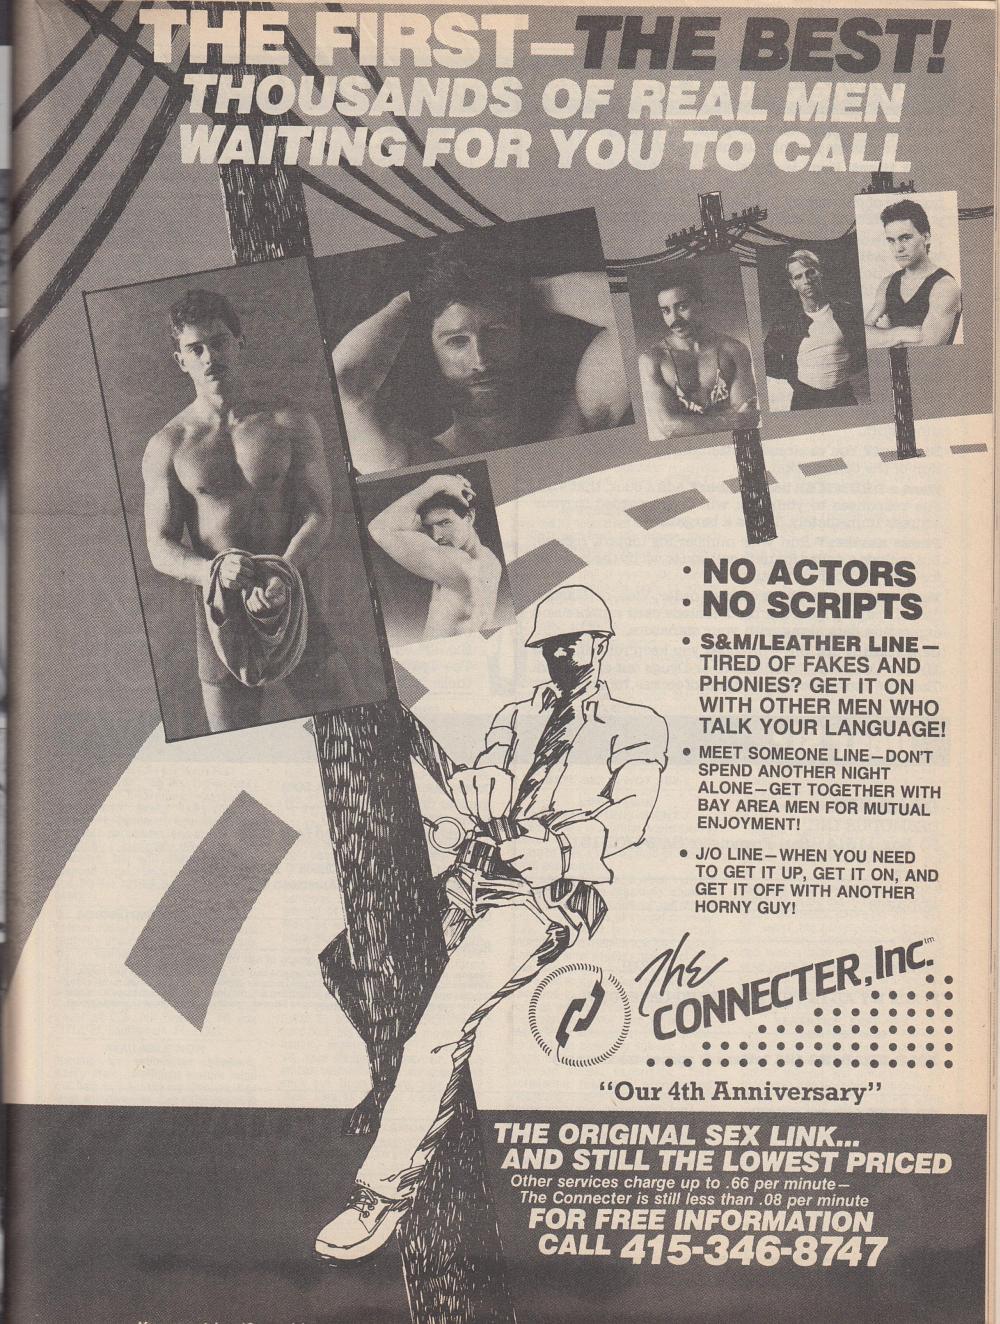 THE FIRST—THE BEST!
THOUSANDS OF REAL MEN
WAITING FOR YOU TO CALL
• NO ACTORS
• NO SCRIPTS
• S&M/LEATHER LINE—
TIRED OF FAKES AND
PHONIES? GET IT ON
WITH OTHER MEN WHO
TALK YOUR LANGUAGE!
• MEET SOMEONE LINE—DON'T
SPEND ANOTHER NIGHT
ALONE—GET TOGETHER WITH
BAY AREA MEN FOR MUTUAL
ENJOYMENT!
• J/O LINE—WHEN YOU NEED
TO GET IT UP, GET IT ON, AND
GET IT OFF WITH ANOTHER
HORNY GUY!
The
CONNECTER, Inc.™
"Our 4th Anniversary"
THE ORIGINAL SEX LINK...
AND STILL THE LOWEST PRICED
Other services charge up to .66 per minute—
The Connecter is still less than .08 per minute
FOR FREE INFORMATION
CALL 415-346-8747